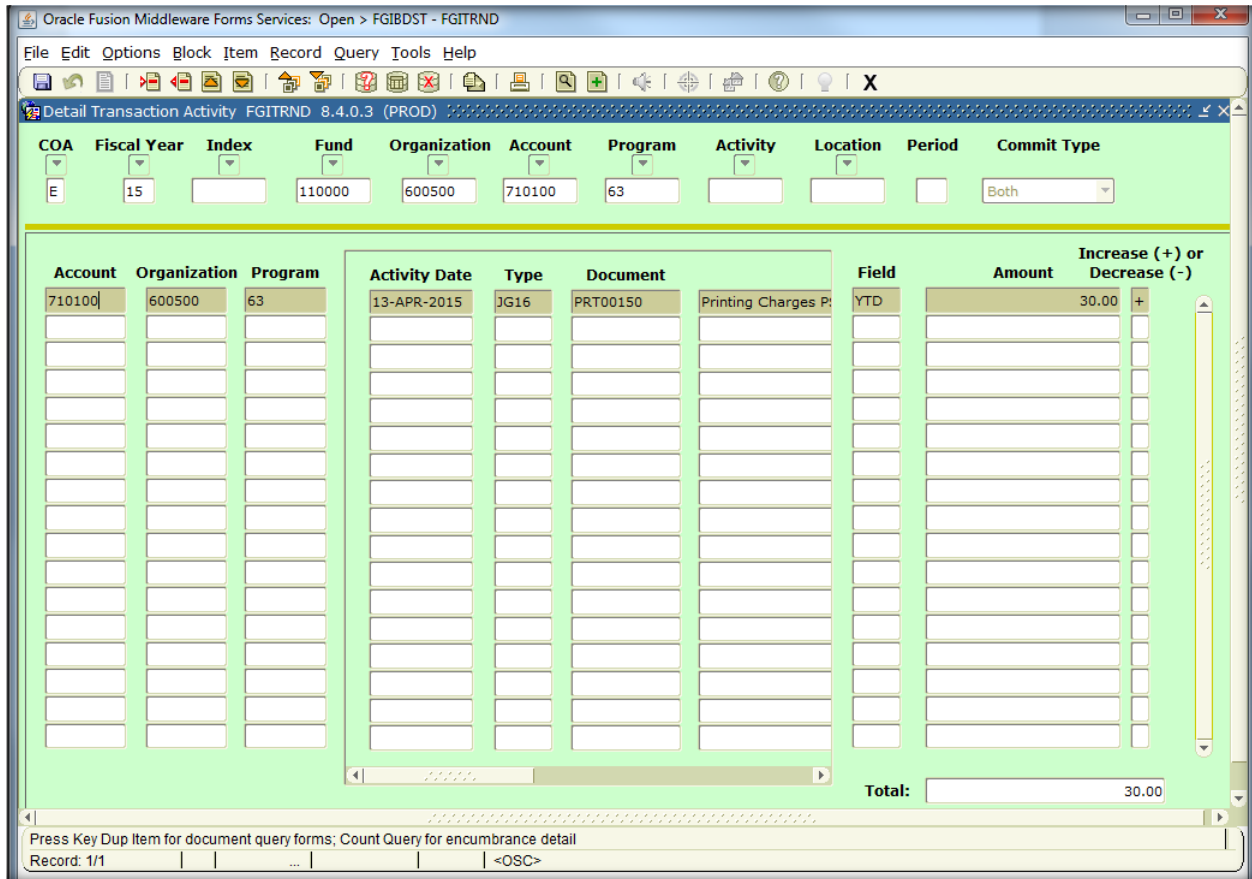 Oracle Fusion Middleware Forms Services: Open > FGIBDST - FGITRND
File Edit Options Block Item Record Query Tools Help
X
Detail Transaction Activity FGITRND 8.4.0.3 (PROD)
COA Fiscal Year Index Fund Organization Account Program Activity Location Period Commit Type
E 15 110000 600500 710100 63 Both
Increase (+) or
Account Organization Program Activity Date Type Document Field Amount Decrease (-)
710100 600500 63 13-APR-2015 JG16 PRT00150 Printing Charges YTD 30.00 +
Total: 30.00
Press Key Dup Item for document query forms; Count Query for encumbrance detail
Record: 1/1 ... <OSC>